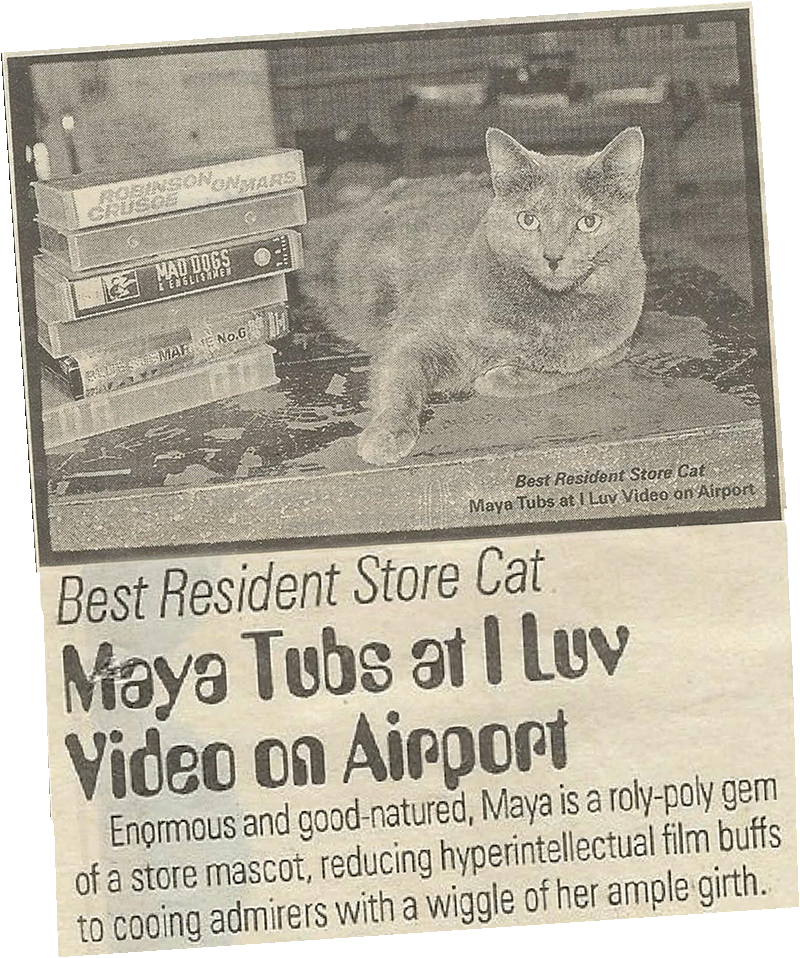 ROBINSON ON MARS
CRUSOE
MAD DOGS
& ENGLISHMEN
No.6
Best Resident Store Cat
Maya Tubs at I Luv Video on Airport
Best Resident Store Cat
Maya Tubs at I Luv
Video on Airport
Enormous and good-natured, Maya is a roly-poly gem
of a store mascot, reducing hyperintellectual film buffs
to cooing admirers with a wiggle of her ample girth.